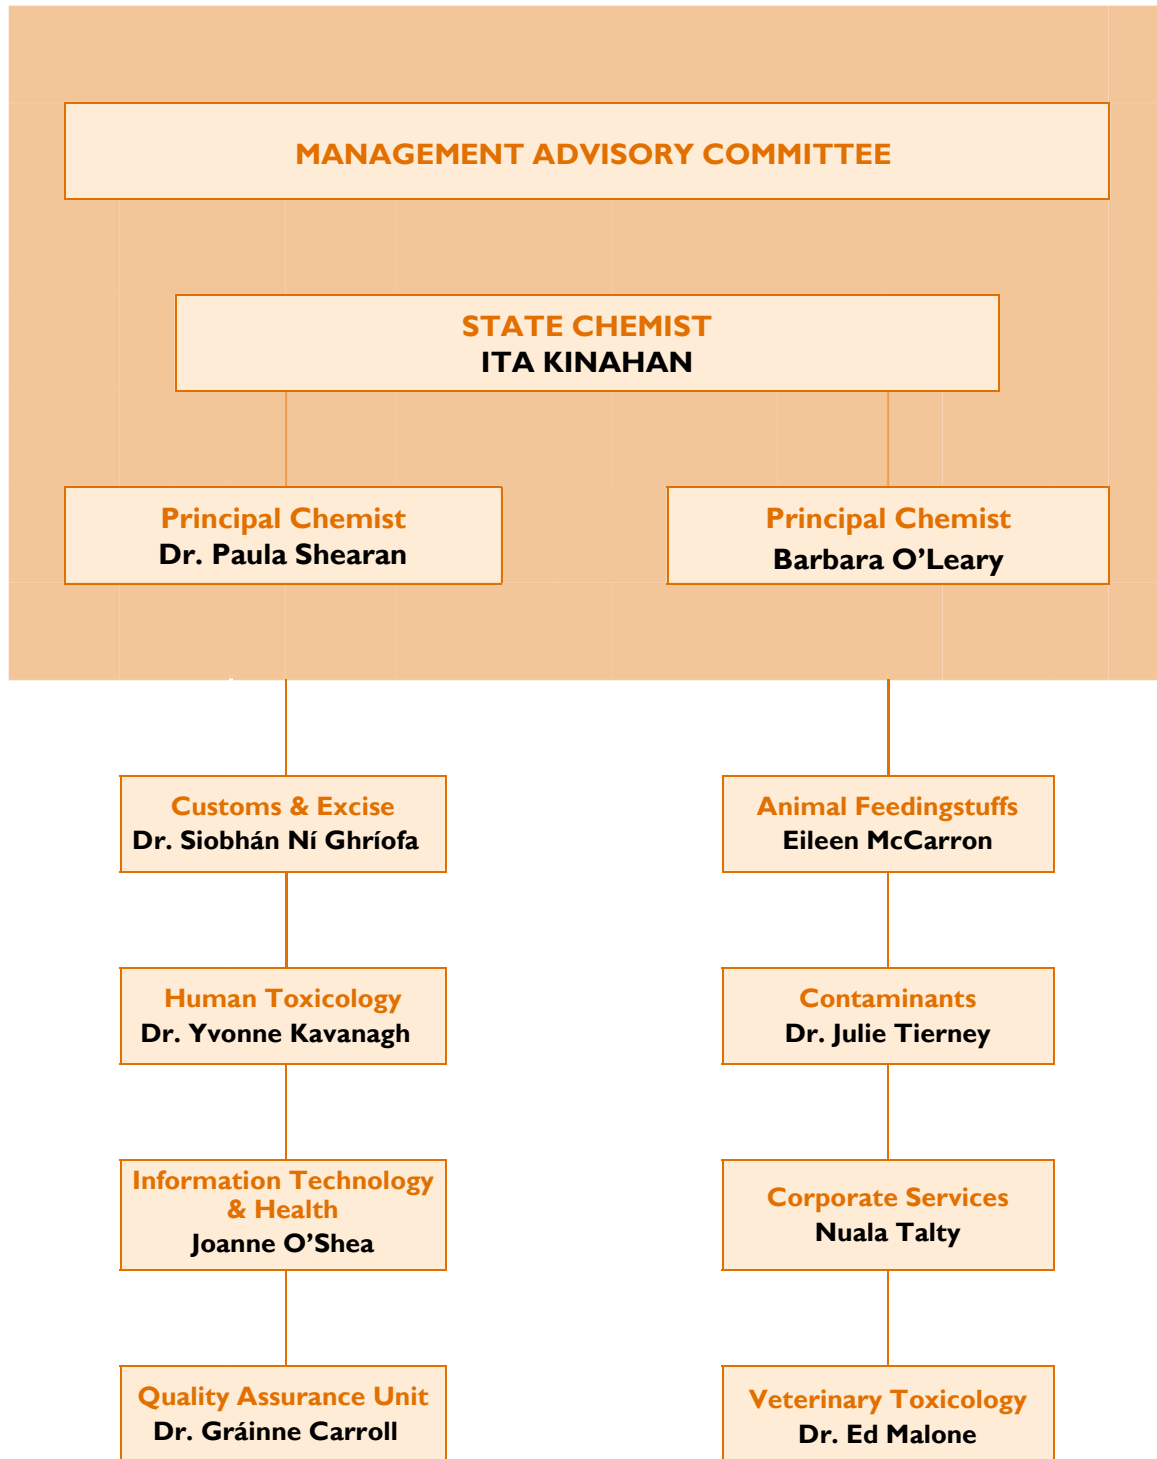 MANAGEMENT ADVISORY COMMITTEE
STATE CHEMIST
ITA KINAHAN
Principal Chemist
Dr. Paula Shearan
Principal Chemist
Barbara O’Leary
Customs & Excise
Dr. Siobhán Ní Ghríofa
Animal Feedingstuffs
Eileen McCarron
Human Toxicology
Dr. Yvonne Kavanagh
Contaminants
Dr. Julie Tierney
Information Technology
& Health
Joanne O’Shea
Corporate Services
Nuala Talty
Quality Assurance Unit
Dr. Gráinne Carroll
Veterinary Toxicology
Dr. Ed Malone